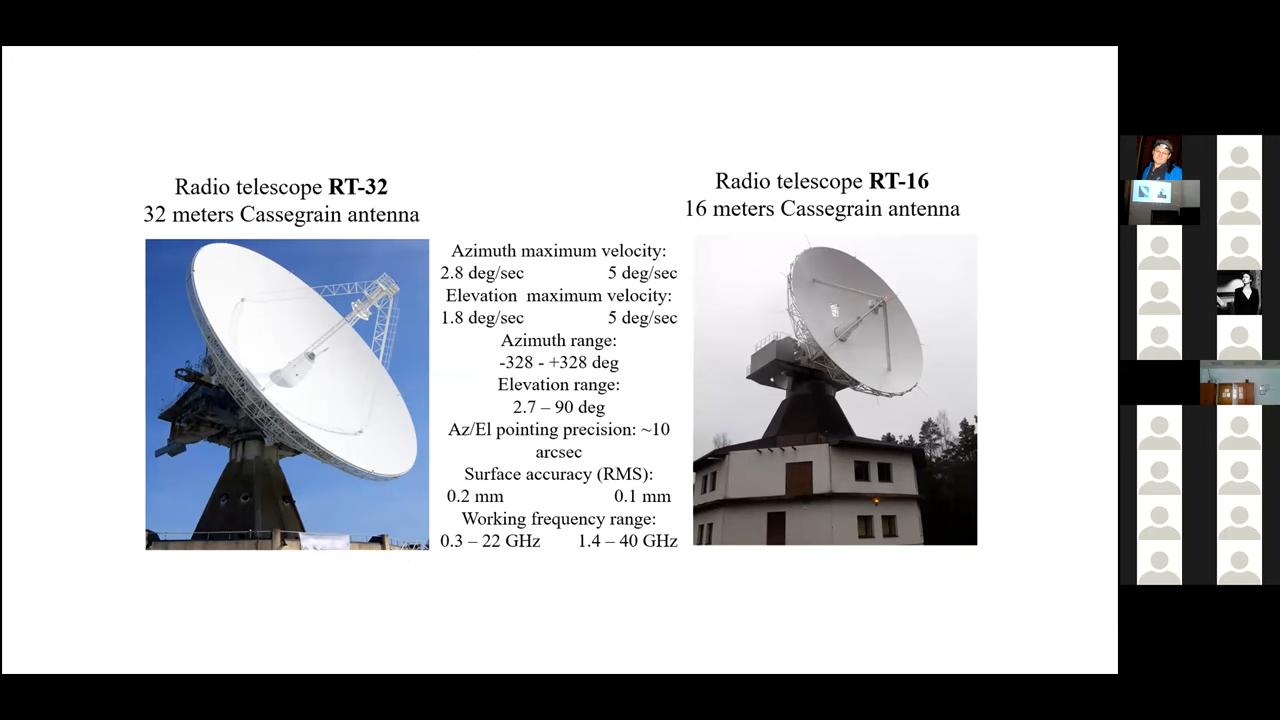 Radio telescope RT-32
32 meters Cassegrain antenna
Radio telescope RT-16
16 meters Cassegrain antenna
Azimuth maximum velocity:
2.8 deg/sec 5 deg/sec
Elevation maximum velocity:
1.8 deg/sec 5 deg/sec
Azimuth range:
-328 - +328 deg
Elevation range:
2.7 – 90 deg
Az/El pointing precision: ~10
arcsec
Surface accuracy (RMS):
0.2 mm 0.1 mm
Working frequency range:
0.3 – 22 GHz 1.4 – 40 GHz